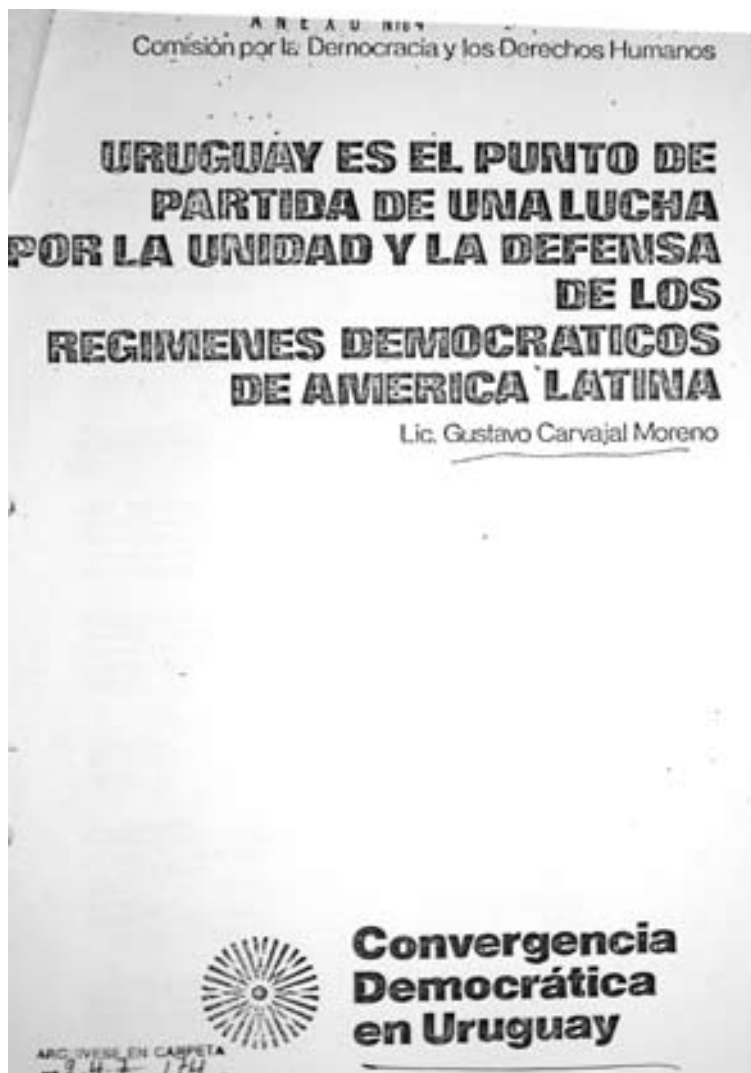 ANEXO
Comisión por la Democracia y los Derechos Humanos
URUGUAY ES EL PUNTO DE
PARTIDA DE UNA LUCHA
POR LA UNIDAD Y LA DEFENSA
DE LOS
REGIMENES DEMOCRATICOS
DE AMERICA LATINA
Lic. Gustavo Carvajal Moreno
Convergencia
Democrática
en Uruguay
ARCHIVESE EN CARPETA